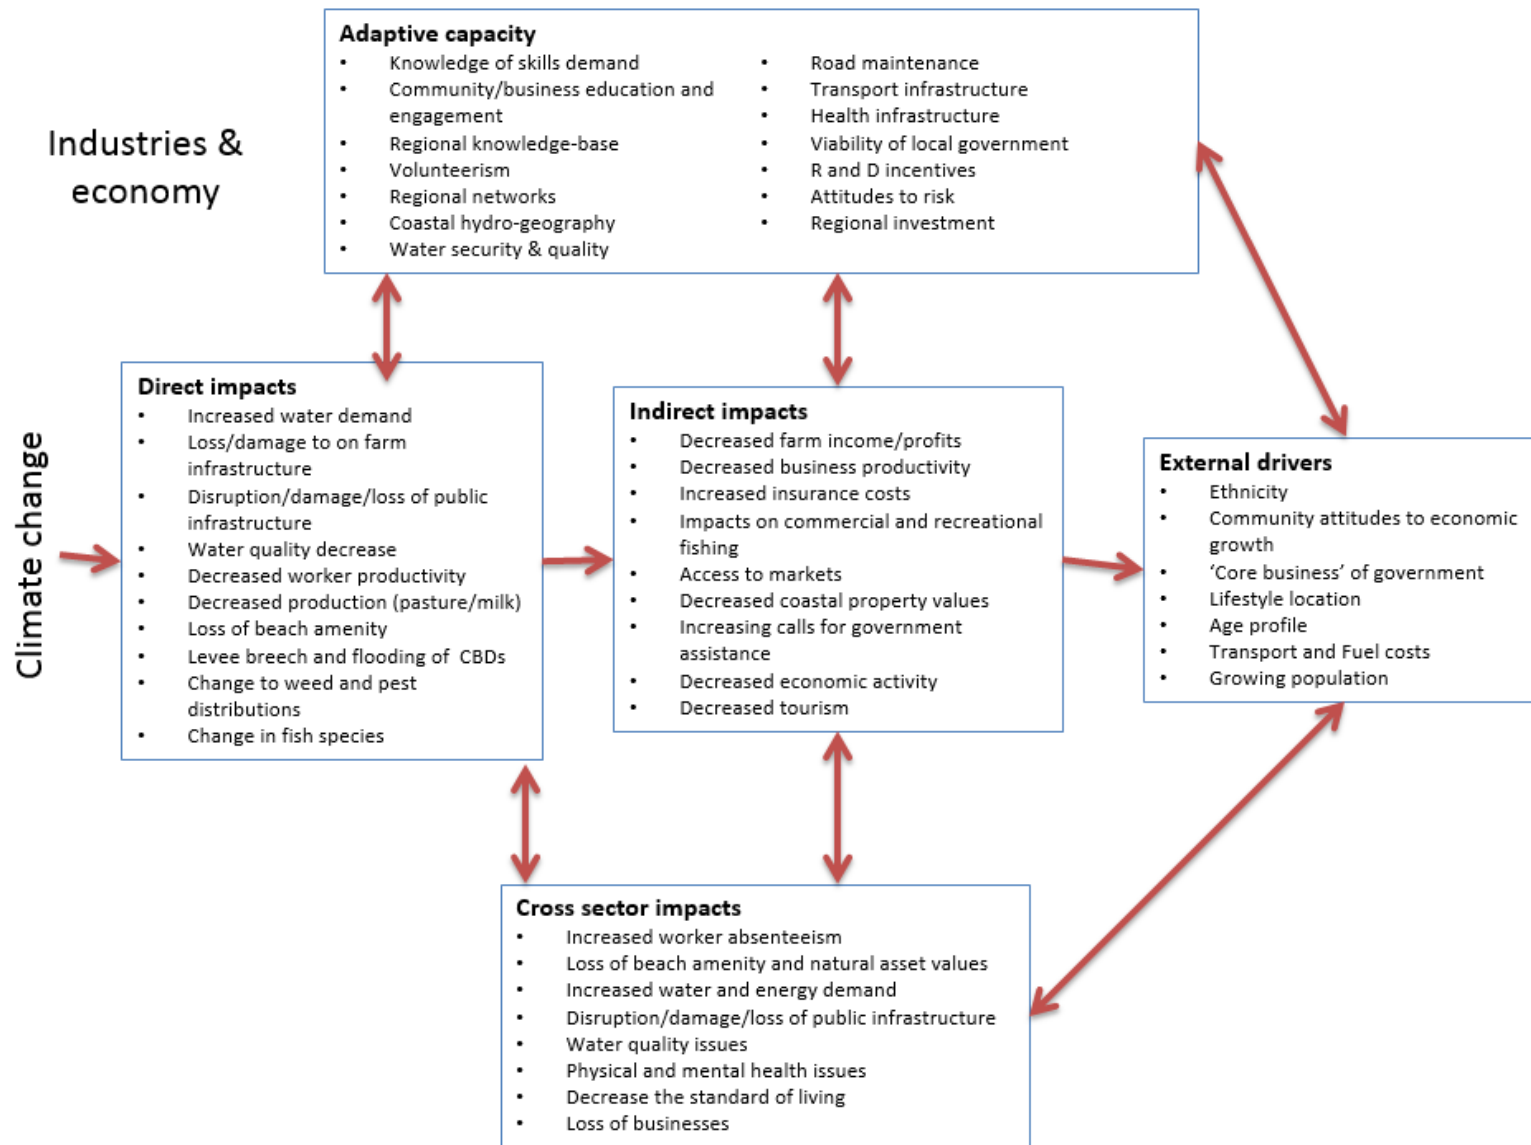 Industries &
economy
Climate change
Adaptive capacity
• Knowledge of skills demand
• Community/business education and
engagement
• Regional knowledge-base
• Volunteerism
• Regional networks
• Coastal hydro-geography
• Water security & quality
• Road maintenance
• Transport infrastructure
• Health infrastructure
• Viability of local government
• R and D incentives
• Attitudes to risk
• Regional investment
Direct impacts
• Increased water demand
• Loss/damage to on farm
infrastructure
• Disruption/damage/loss of public
infrastructure
• Water quality decrease
• Decreased worker productivity
• Decreased production (pasture/milk)
• Loss of beach amenity
• Levee breech and flooding of CBDs
• Change to weed and pest
distributions
• Change in fish species
Indirect impacts
• Decreased farm income/profits
• Decreased business productivity
• Increased insurance costs
• Impacts on commercial and recreational
fishing
• Access to markets
• Decreased coastal property values
• Increasing calls for government
assistance
• Decreased economic activity
• Decreased tourism
External drivers
• Ethnicity
• Community attitudes to economic
growth
• ‘Core business’ of government
• Lifestyle location
• Age profile
• Transport and Fuel costs
• Growing population
Cross sector impacts
• Increased worker absenteeism
• Loss of beach amenity and natural asset values
• Increased water and energy demand
• Disruption/damage/loss of public infrastructure
• Water quality issues
• Physical and mental health issues
• Decrease the standard of living
• Loss of businesses